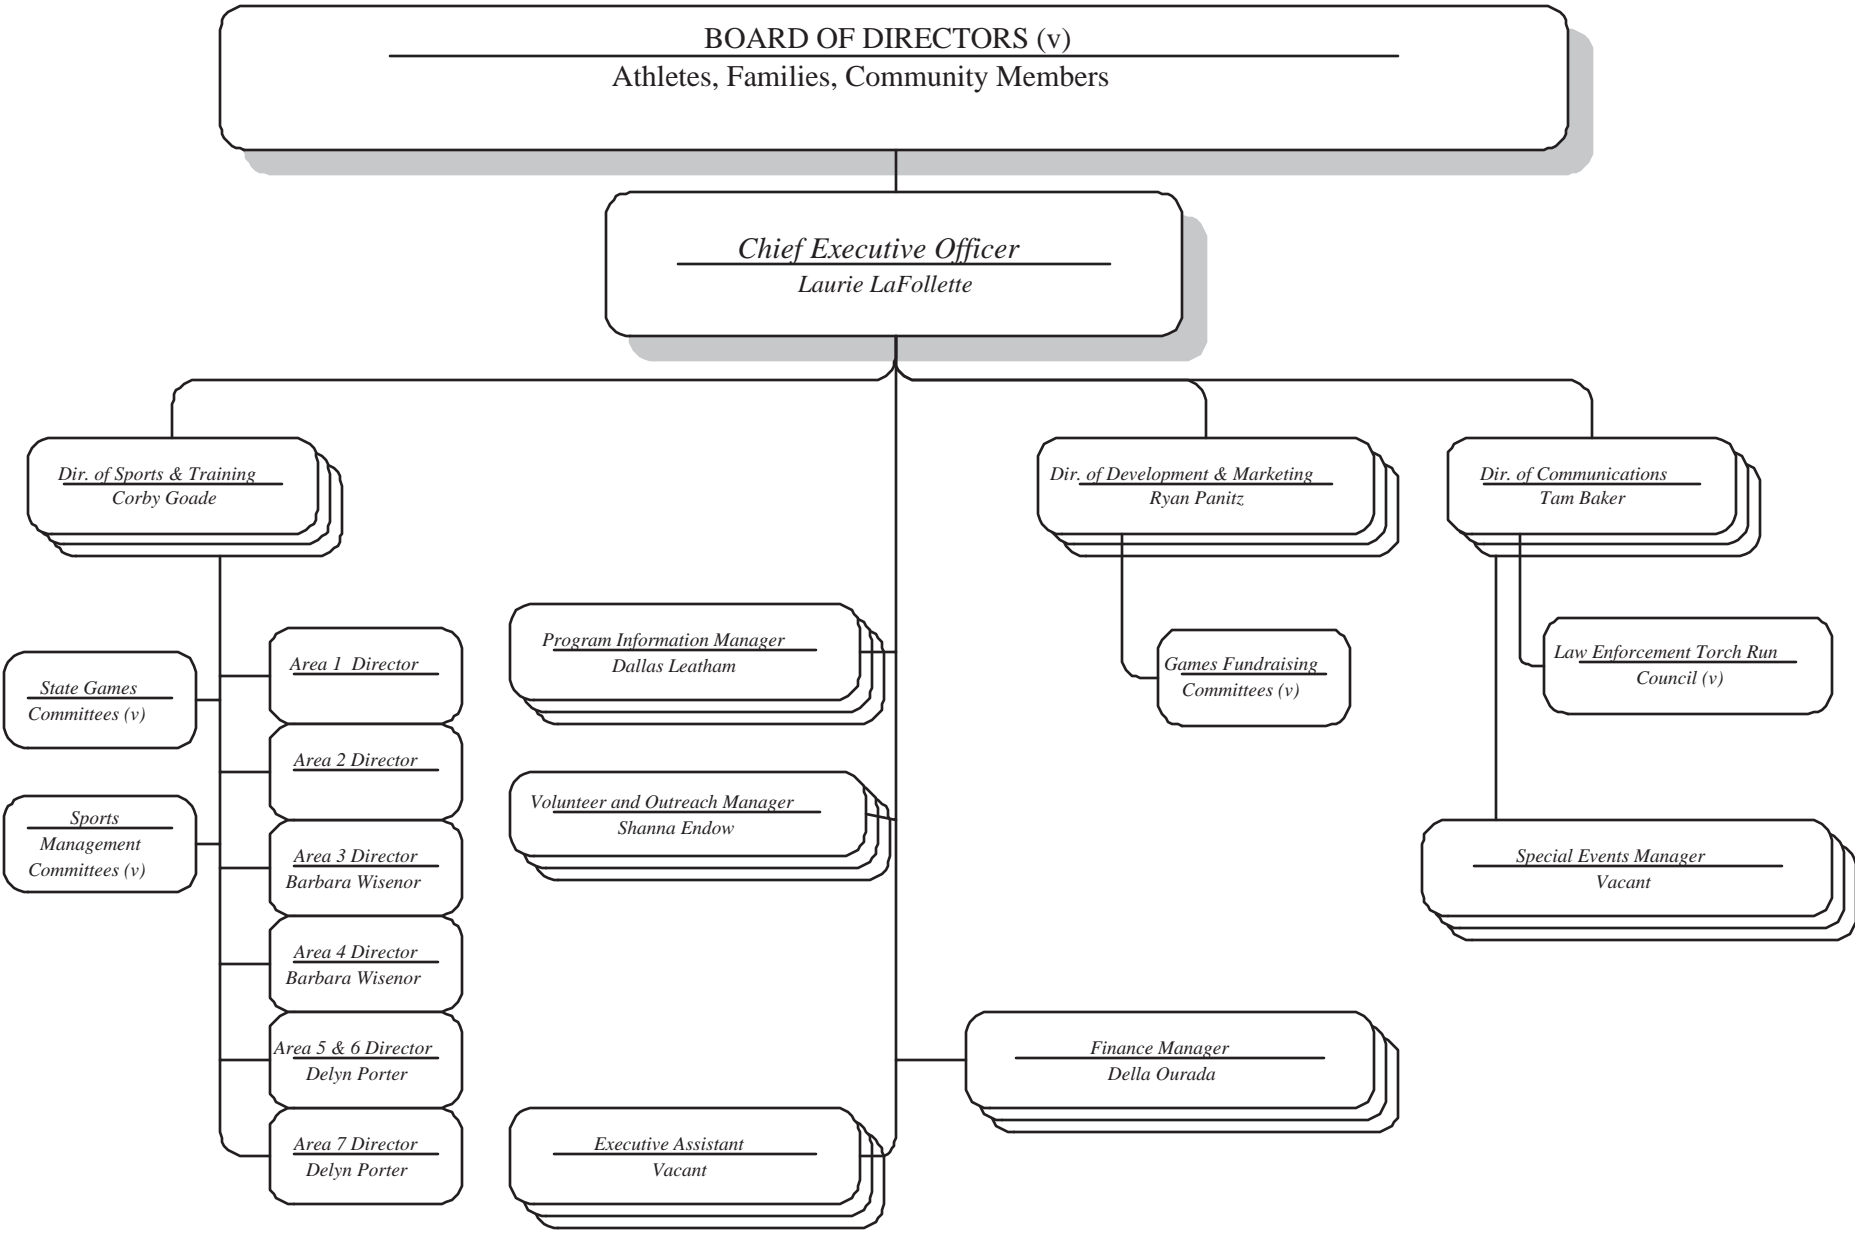 BOARD OF DIRECTORS (v)
Athletes, Families, Community Members
Chief Executive Officer
Laurie LaFollette
Dir. of Sports & Training
Corby Goade
Dir. of Development & Marketing
Ryan Panitz
Dir. of Communications
Tam Baker
State Games
Committees (v)
Sports
Management
Committees (v)
Area 1 Director
Area 2 Director
Area 3 Director
Barbara Wisenor
Area 4 Director
Barbara Wisenor
Area 5 & 6 Director
Delyn Porter
Area 7 Director
Delyn Porter
Program Information Manager
Dallas Leatham
Volunteer and Outreach Manager
Shanna Endow
Executive Assistant
Vacant
Games Fundraising
Committees (v)
Finance Manager
Della Ourada
Law Enforcement Torch Run
Council (v)
Special Events Manager
Vacant